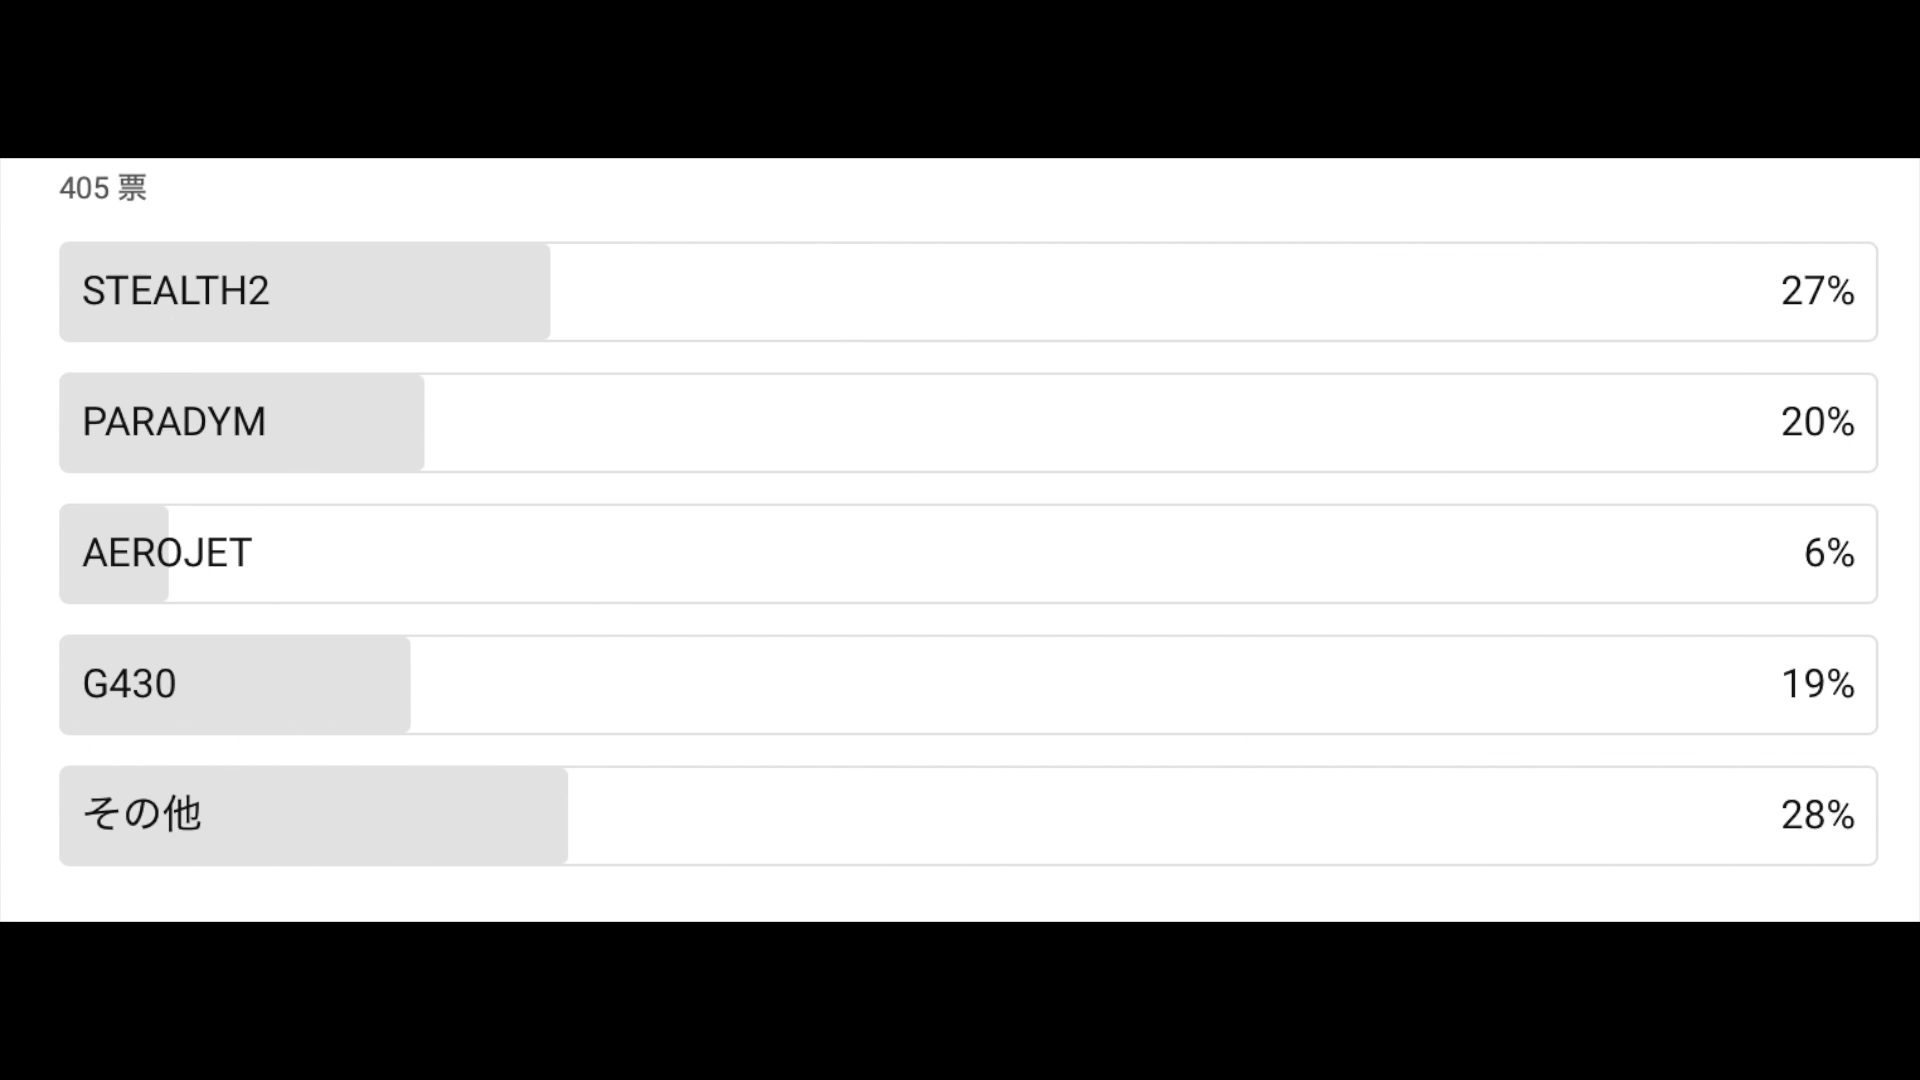 405 票
STEALTH2 27%
PARADYM 20%
AEROJET 6%
G430 19%
その他 28%